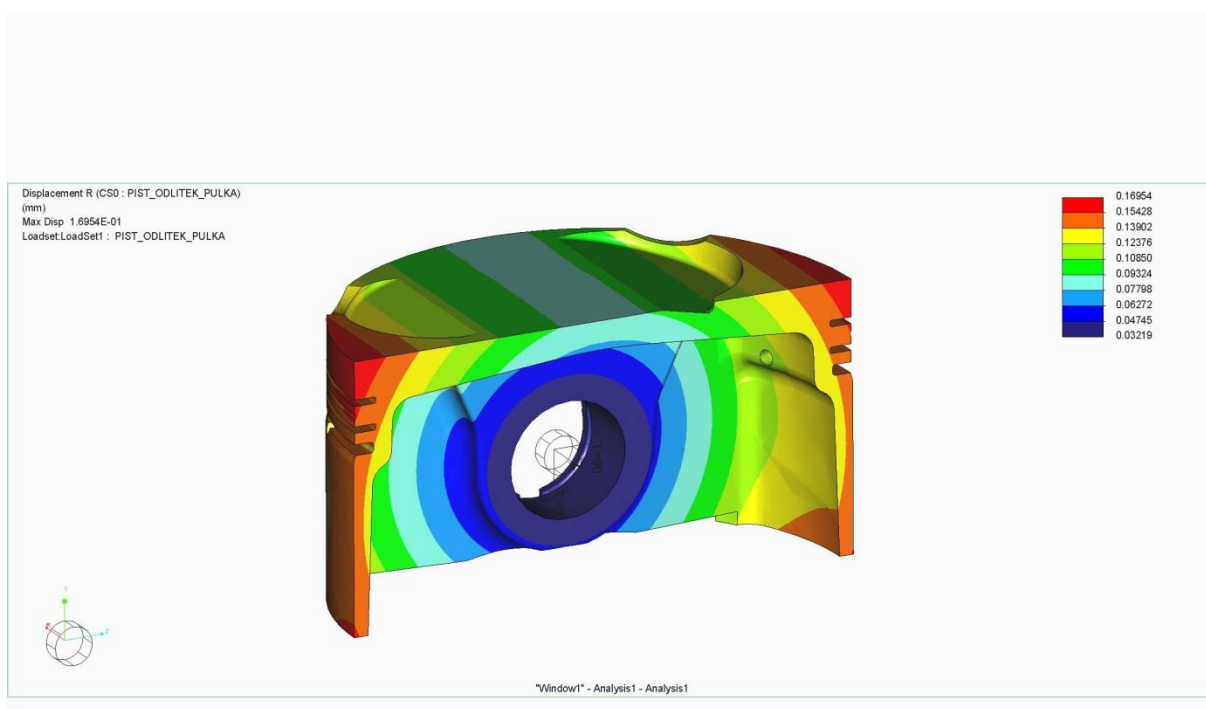 Displacement R (CS0 : PIST_ODLITEK_PULKA)
(mm)
Max Disp 1.6954E-01
Loadset:LoadSet1 : PIST_ODLITEK_PULKA
0.16954
0.15428
0.13902
0.12376
0.10850
0.09324
0.07798
0.06272
0.04745
0.03219
"Window1" - Analysis1 - Analysis1